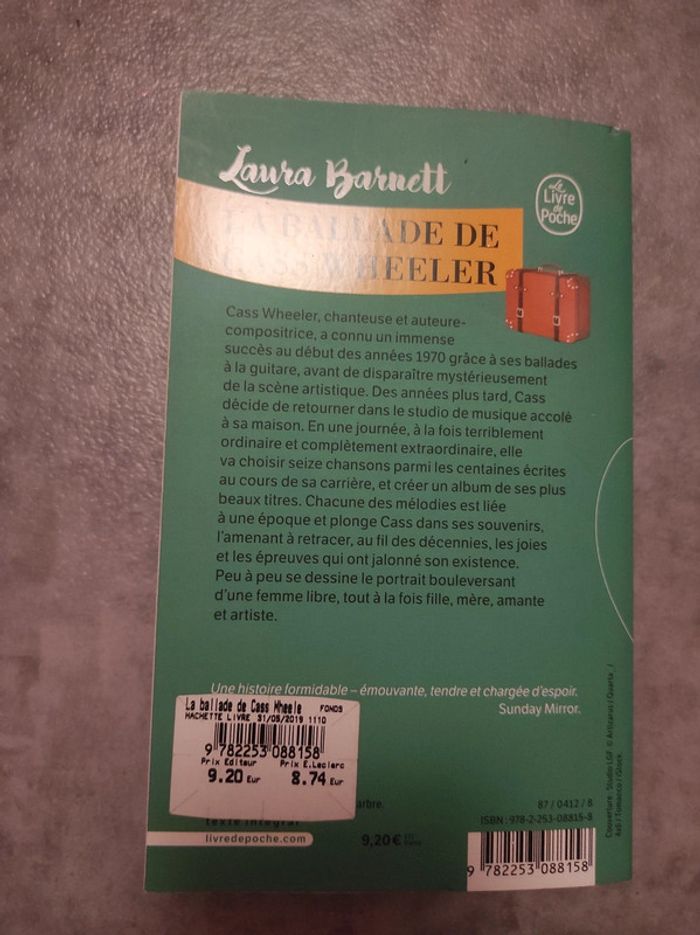 Laura Barnett
Le
Livre
de
Poche
LA BALLADE DE
CASS WHEELER
Cass Wheeler, chanteuse et auteure-
compositrice, a connu un immense
succès au début des années 1970 grâce à ses ballades
à la guitare, avant de disparaître mystérieusement
de la scène artistique. Des années plus tard, Cass
décide de retourner dans le studio de musique accolé
à sa maison. En une journée, à la fois terriblement
ordinaire et complètement extraordinaire, elle
va choisir seize chansons parmi les centaines écrites
au cours de sa carrière, et créer un album de ses plus
beaux titres. Chacune des mélodies est liée
à une époque et plonge Cass dans ses souvenirs,
l'amenant à retracer, au fil des décennies, les joies
et les épreuves qui ont jalonné son existence.
Peu à peu se dessine le portrait bouleversant
d'une femme libre, tout à la fois fille, mère, amante
et artiste.
Une histoire formidable – émouvante, tendre et chargée d'espoir.
Sunday Mirror.
La ballade de Cass Wheele FONDS
HACHETTE LIVRE 31/05/2019 1110
9 782253 088158
Prix Editeur Prix E.Leclerc
9.20 Eur 8.74 Eur
arbre.
texte intégral
livredepoche.com
9,20 €
87 / 0412 / 8
ISBN : 978-2-253-08815-8
9 782253 088158
Couverture : Studio LGF. © Artizarus / Quarta /